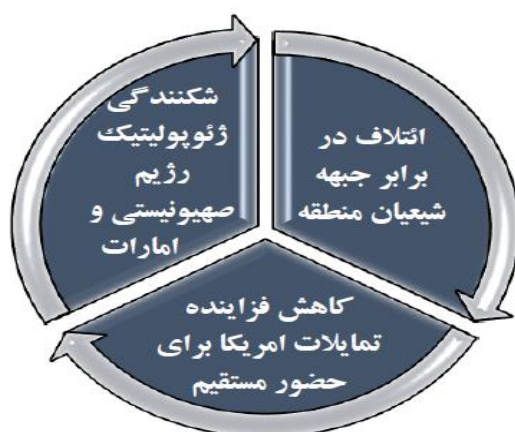 ائتلاف در
برابر جبهه
شیعیان منطقه
کاهش فزاینده
تمایلات امریکا برای
حضور مستقیم
شکنندگی
ژئوپولیتیک
رژیم
صهیونیستی و
امارات